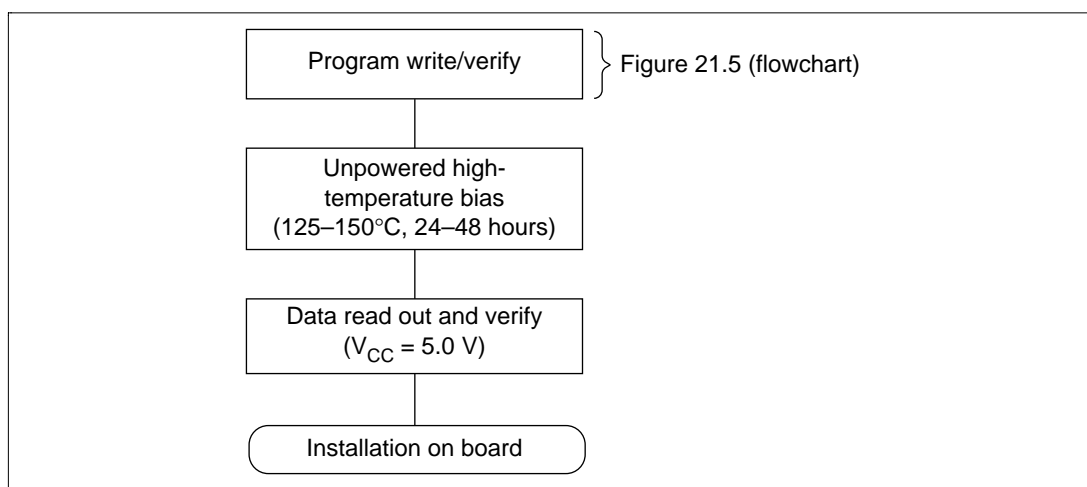 Program write/verify
Figure 21.5 (flowchart)
Unpowered high-
temperature bias
(125–150°C, 24–48 hours)
Data read out and verify
(VCC = 5.0 V)
Installation on board